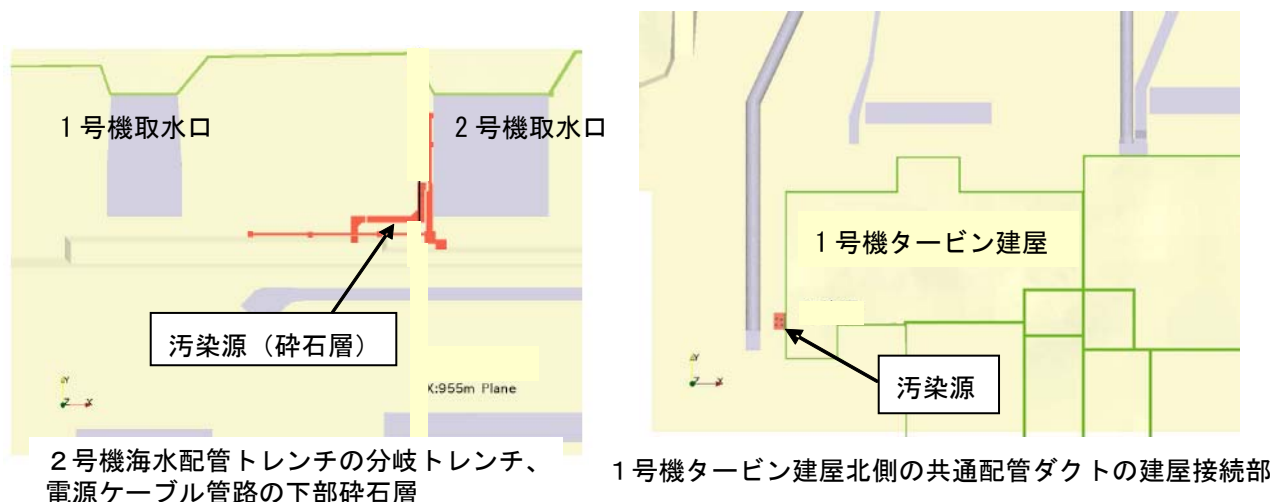 1号機取水口
2号機取水口
汚染源（砕石層）
X:955m Plane
Y
Z
X
2号機海水配管トレンチの分岐トレンチ、
電源ケーブル管路の下部砕石層
1号機タービン建屋
汚染源
Y
Z
X
1号機タービン建屋北側の共通配管ダクトの建屋接続部